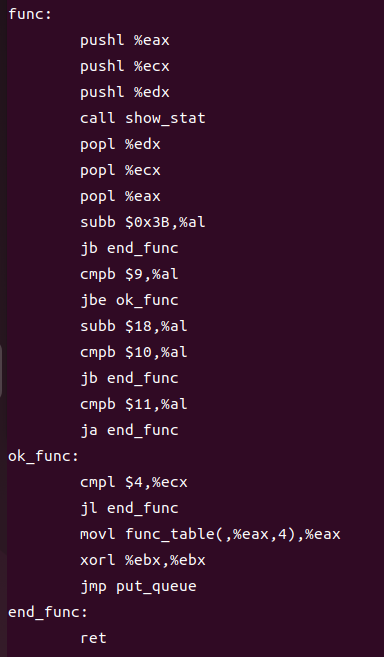 func:
pushl %eax
pushl %ecx
pushl %edx
call show_stat
popl %edx
popl %ecx
popl %eax
subb $0x3B,%al
jb end_func
cmpb $9,%al
jbe ok_func
subb $18,%al
cmpb $10,%al
jb end_func
cmpb $11,%al
ja end_func
ok_func:
cmpl $4,%ecx
jl end_func
movl func_table(,%eax,4),%eax
xorl %ebx,%ebx
jmp put_queue
end_func:
ret